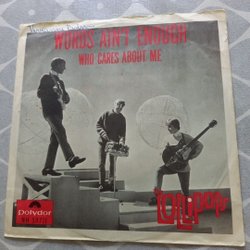 WORDS AIN'T ENOUGH
WHO CARES ABOUT ME
Lollipops
Polydor